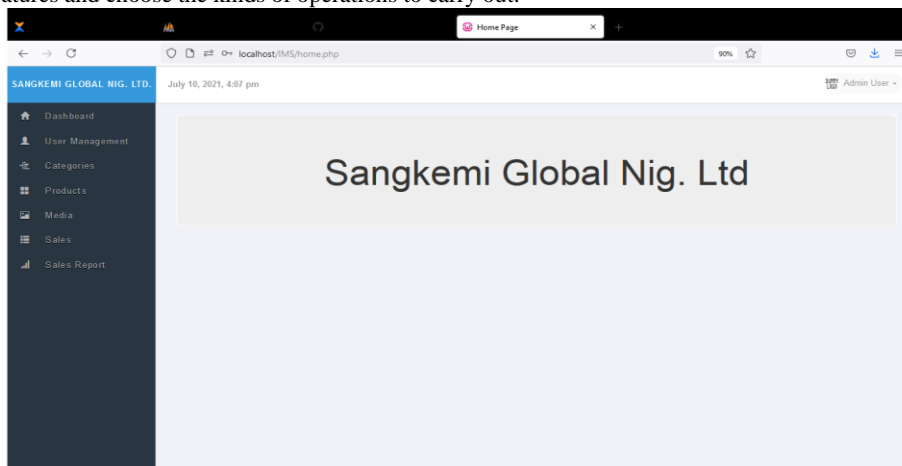 atures and choose the kinds of operations to carry out.
Home Page
localhost/IMS/home.php
90%
SANGKEMI GLOBAL NIG. LTD.
July 10, 2021, 4:07 pm
Admin User
Dashboard
User Management
Categories
Products
Media
Sales
Sales Report
Sangkemi Global Nig. Ltd